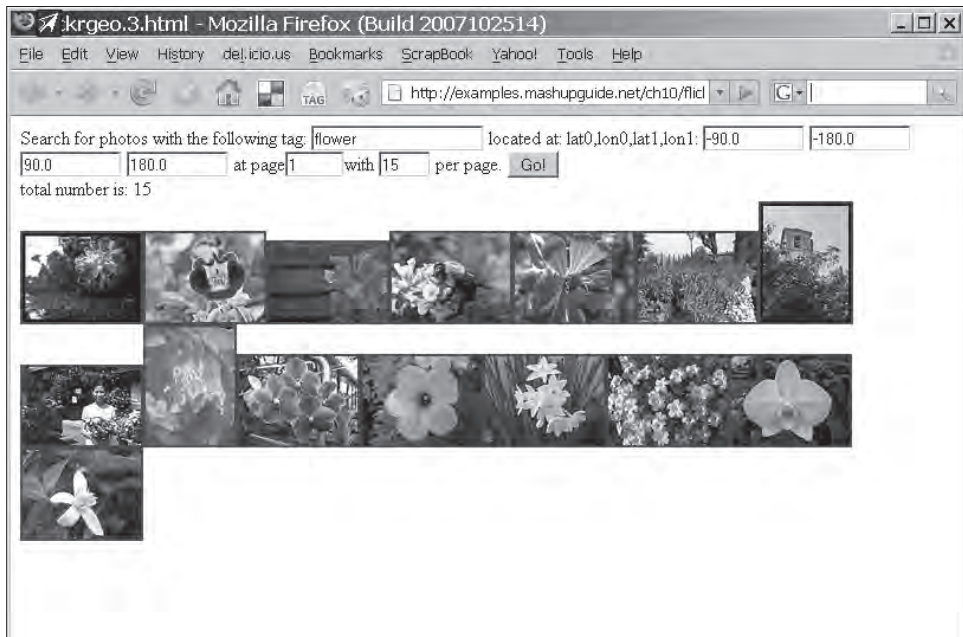 ckrgeo.3.html - Mozilla Firefox (Build 2007102514)
File Edit View History del.icio.us Bookmarks ScrapBook Yahoo! Tools Help
TAG http://examples.mashupguide.net/ch10/flic G
Search for photos with the following tag: flower located at: lat0,lon0,lat1,lon1: -90.0 -180.0
90.0 180.0 at page 1 with 15 per page. Go!
total number is: 15